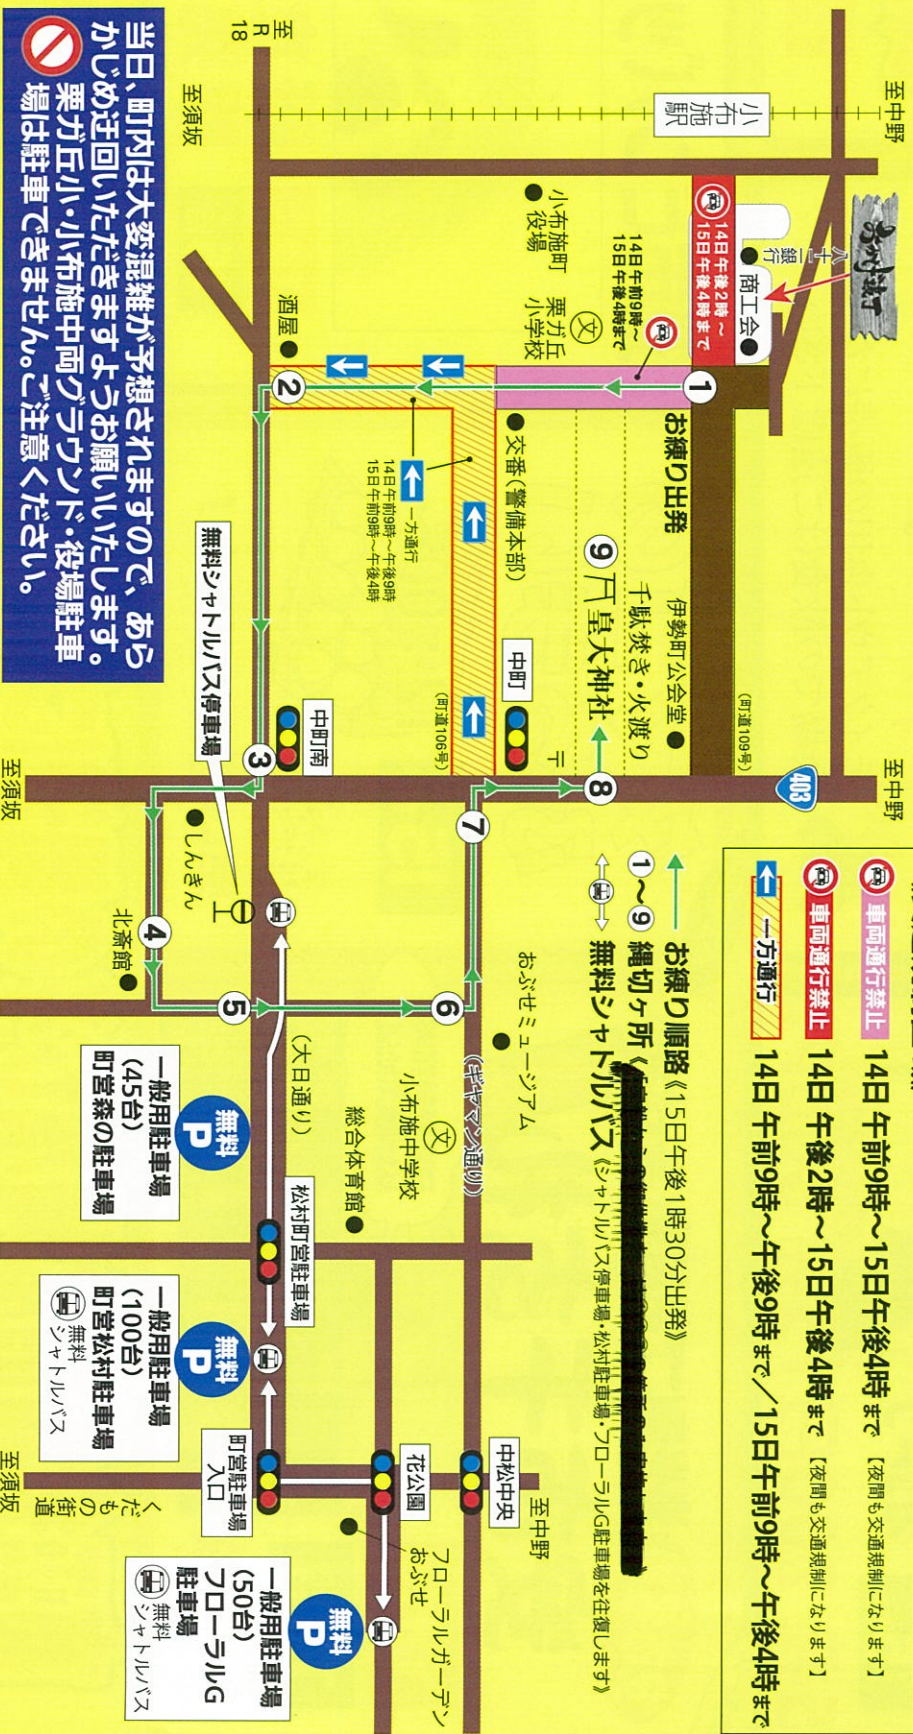 車両通行禁止 14日 午前9時～15日午後4時まで 【夜間も交通規制になります】
車両通行禁止 14日 午後2時～15日午後4時まで 【夜間も交通規制になります】
一方通行 14日 午前9時～午後9時まで／15日午前9時～午後4時まで
お練り順路《15日午後1時30分出発》
①～⑨ 縄切ヶ所
無料シャトルバス《シャトルバス停車場・松村駐車場・フローラルG駐車場を往復します》
至中野
至中野
403
(町道109号)
八十二銀行
商工会
14日午後2時～
15日午後4時まで
小布施駅
①
お練り出発
伊勢町公会堂
千駄焚き・火渡り
⑨
皇大神社
⑧
〒
14日午前9時～
15日午後4時まで
小布施町
役場
栗ガ丘
小学校
文
交番(警備本部)
中町
(町道106号)
一方通行
14日午前9時～午後9時
15日午前9時～午後4時
酒屋
②
至
R
18
至須坂
中町南
③
無料シャトルバス停車場
至須坂
しんきん
④
北斎館
⑤
⑥
⑦
おぶせミュージアム
(ギヤマン通り)
小布施中学校
文
総合体育館
(大日通り)
松村町営駐車場
中松中央
至中野
花公園
フローラルガーデン
おぶせ
町営駐車場
入口
くだもの街道
至須坂
無料
P
一般用駐車場
(45台)
町営森の駐車場
無料
P
一般用駐車場
(100台)
町営松村駐車場
無料
シャトルバス
無料
P
一般用駐車場
(50台)
フローラルG
駐車場
無料
シャトルバス
当日、町内は大変混雑が予想されますので、あら
かじめ迂回いただきますようお願いいたします。
栗ガ丘小・小布施中両グラウンド・役場駐車
場は駐車できません。ご注意ください。